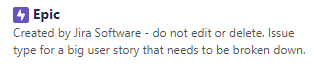 Epic
Created by Jira Software - do not edit or delete. Issue
type for a big user story that needs to be broken down.